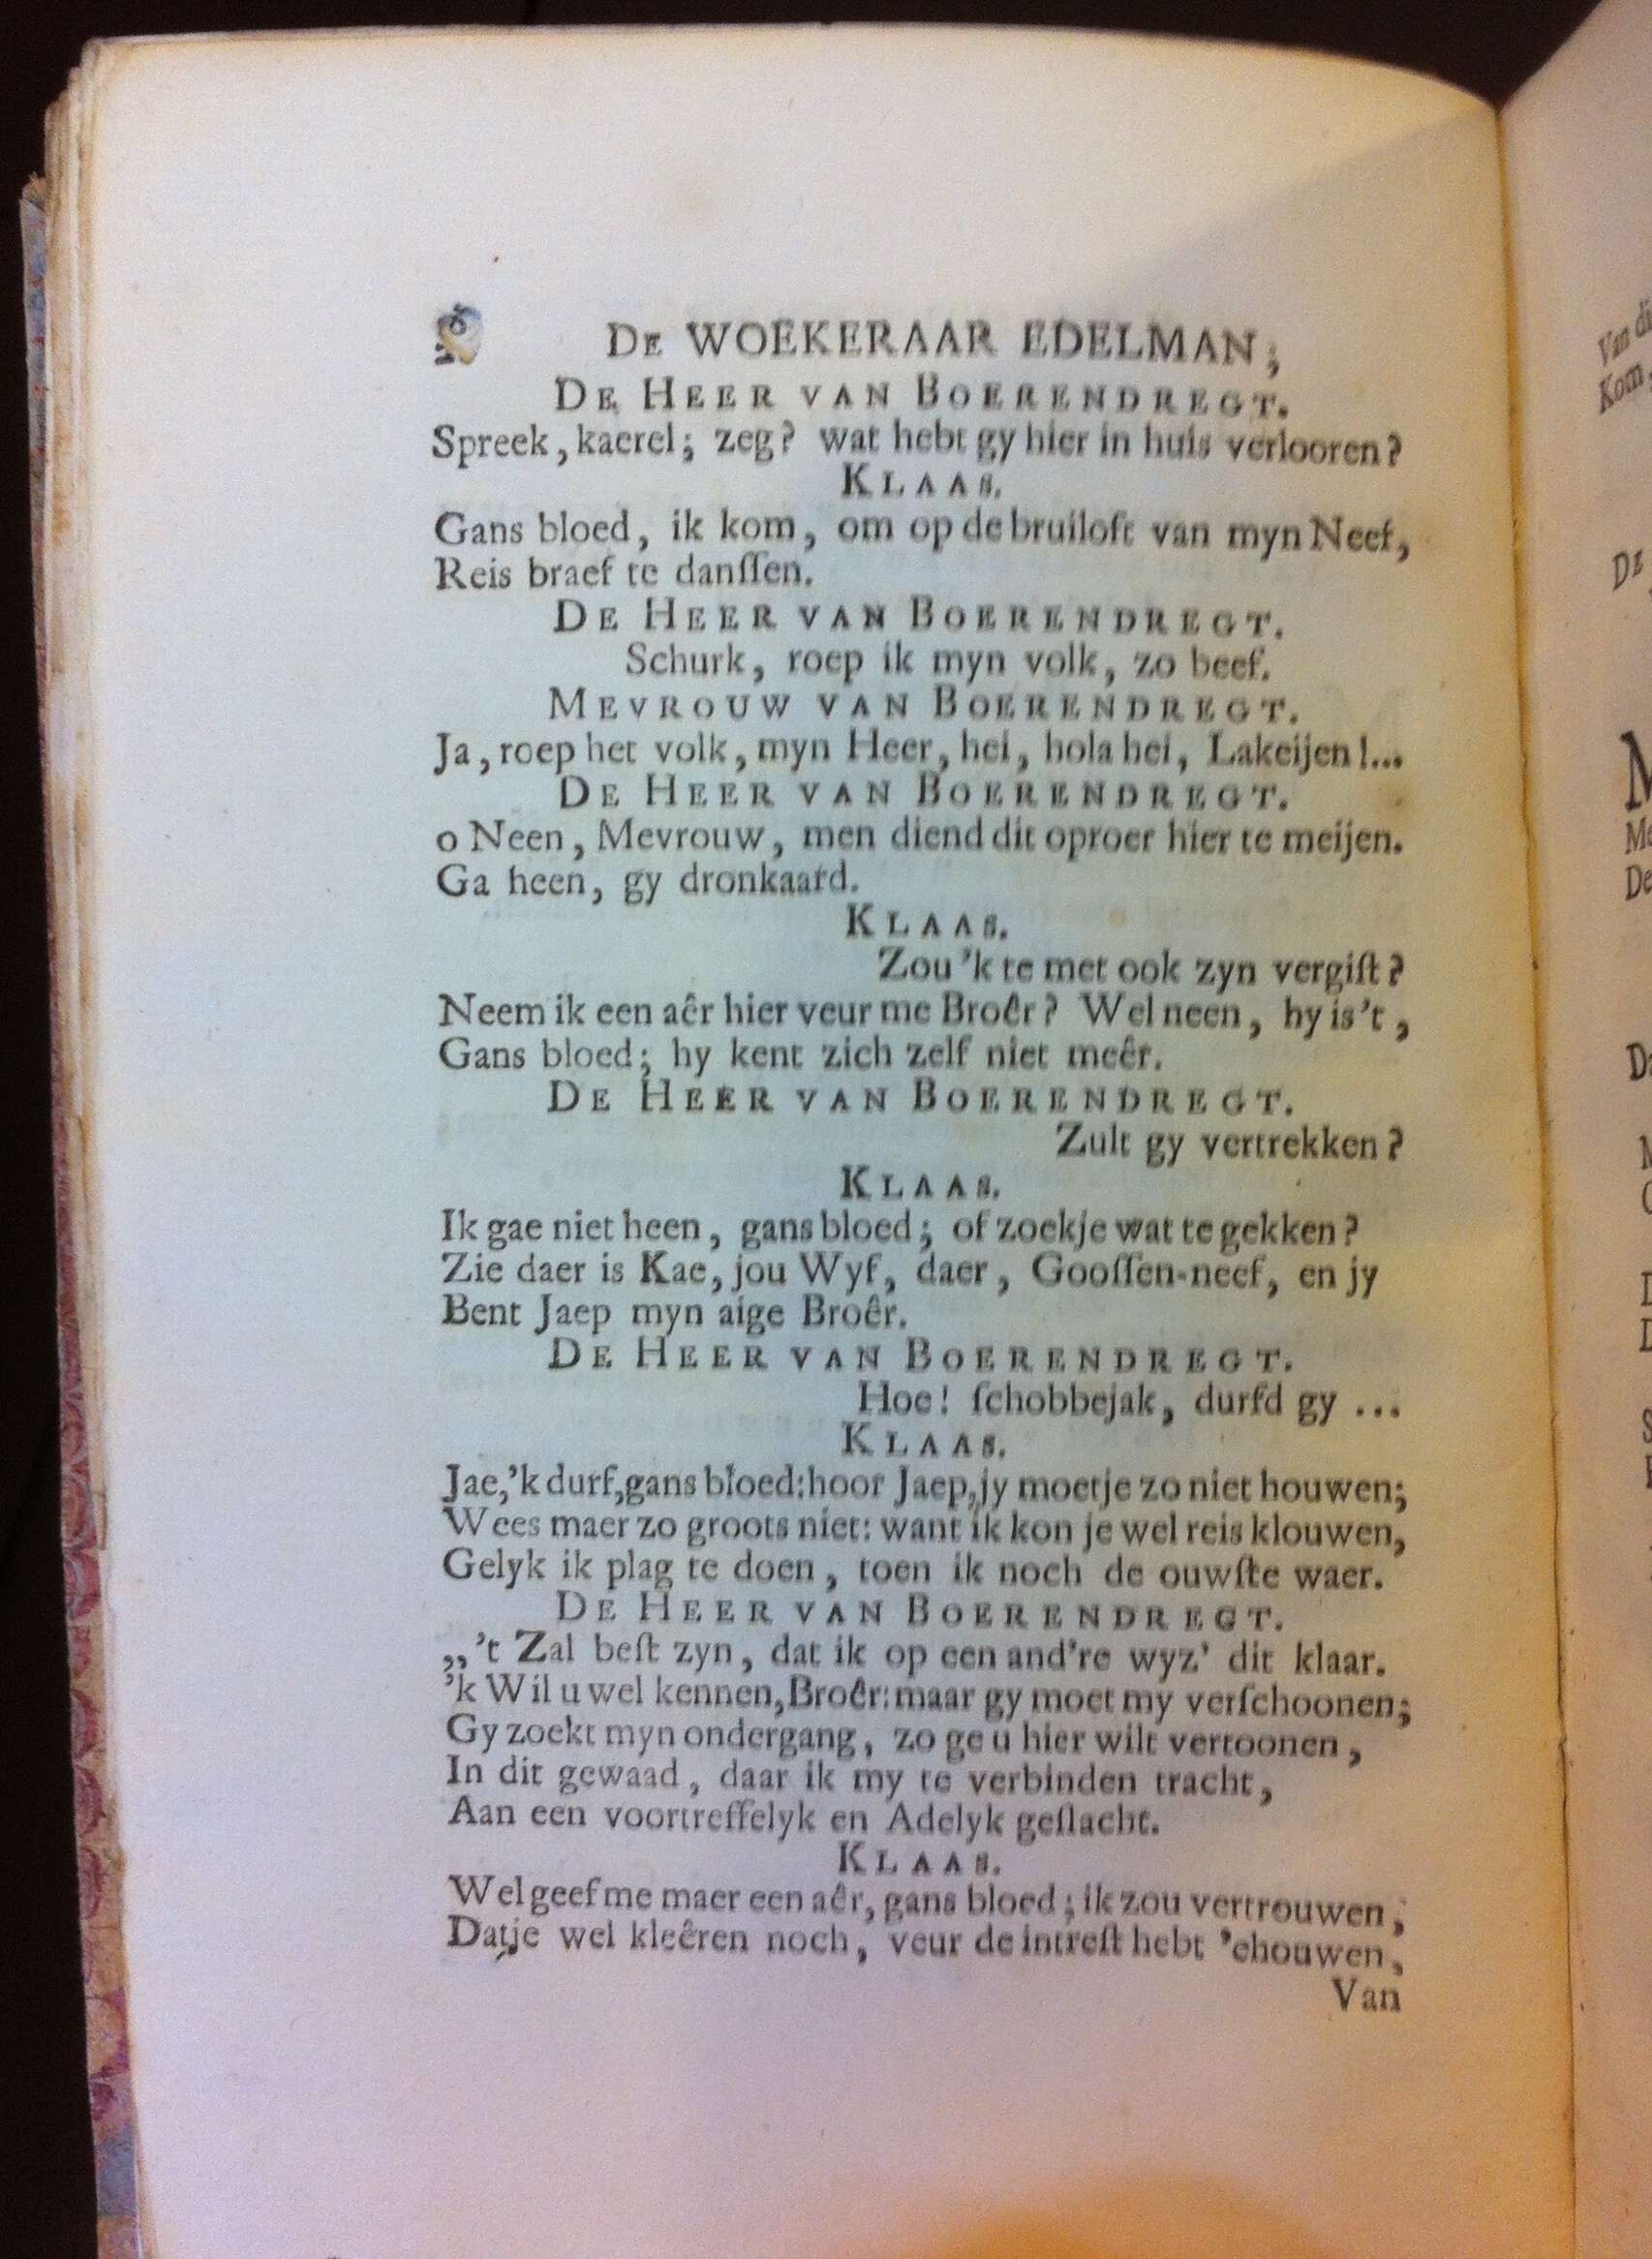 De WOEKERAAR EDELMAN;
De Heer van Boerendregt.
Spreek, kaerel; zeg? wat hebt gy hier in huis verlooren?
Klaas.
Gans bloed, ik kom, om op de bruiloft van myn Neef,
Reis braef te danſſen.
De Heer van Boerendregt.
Schurk, roep ik myn volk, zo beef.
Mevrouw van Boerendregt.
Ja, roep het volk, myn Heer, hei, hola hei, Lakeijen!...
De Heer van Boerendregt.
o Neen, Mevrouw, men diend dit oproer hier te meijen.
Ga heen, gy dronkaard.
Klaas.
Zou 'k te met ook zyn vergiſt?
Neem ik een aêr hier veur me Broêr? Wel neen, hy is 't,
Gans bloed; hy kent zich zelf niet meêr.
De Heer van Boerendregt.
Zult gy vertrekken?
Klaas.
Ik gae niet heen, gans bloed; of zoekje wat te gekken?
Zie daer is Kae, jou Wyf, daer, Gooſſen-neef, en jy
Bent Jaep myn aige Broêr.
De Heer van Boerendregt.
Hoe! ſchobbejak, durfd gy ...
Klaas.
Jae, 'k durf, gans bloed: hoor Jaep, jy moetje zo niet houwen;
Wees maer zo groots niet: want ik kon je wel reis klouwen,
Gelyk ik plag te doen, toen ik noch de ouwſte waer.
De Heer van Boerendregt.
,,'t Zal beſt zyn, dat ik op een and're wyz' dit klaar.
'k Wil u wel kennen, Broêr: maar gy moet my verſchoonen;
Gy zoekt myn ondergang, zo ge u hier wilt vertoonen,
In dit gewaad, daar ik my te verbinden tracht,
Aan een voortreffelyk en Adelyk geſlacht.
Klaas.
Wel geef me maer een aêr, gans bloed; ik zou vertrouwen,
Datje wel kleêren noch, veur de intreſt hebt 'ehouwen,
Van